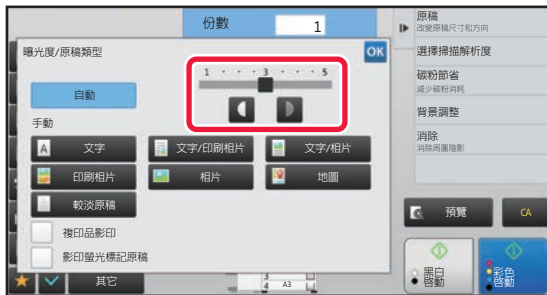 份數 1
曝光度/原稿類型 OK
1 · · · 3 · · · 5
自動
手動
A 文字 文字/印刷相片 文字/相片
印刷相片 相片 地圖
較淡原稿
複印品影印
影印螢光標記原稿
其它
A3
原稿
改變原稿尺寸和方向
選擇掃描解析度
碳粉節省
減少碳粉消耗
背景調整
消除
消除周圍陰影
預覽 CA
黑白
啓動
彩色
啓動